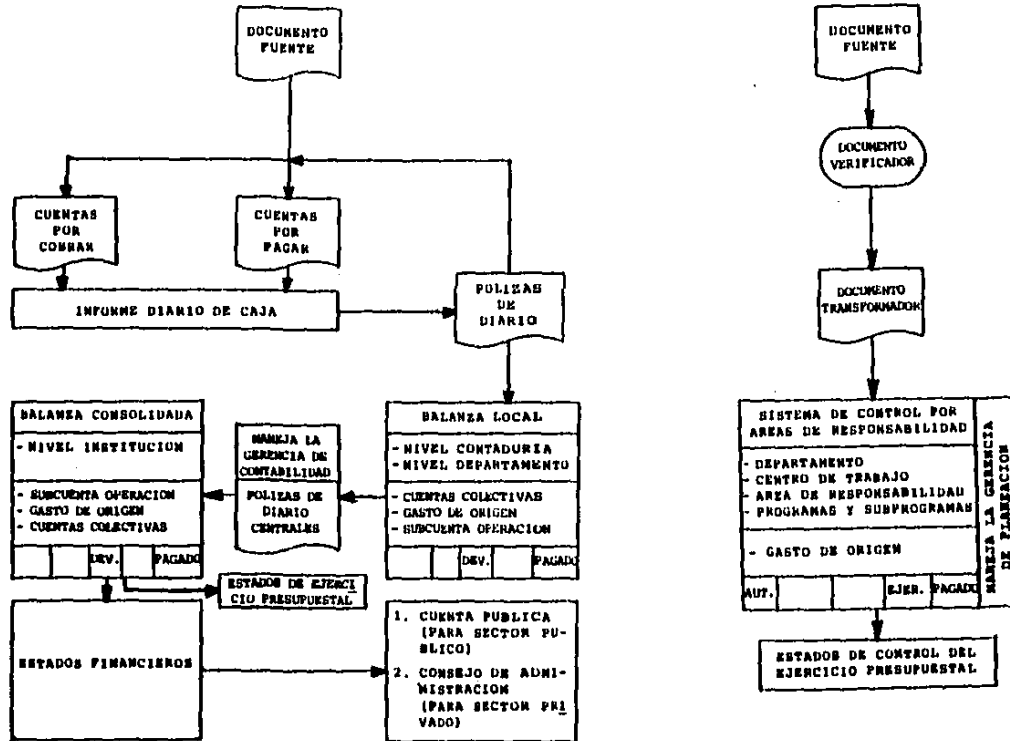 DOCUMENTO
FUENTE
CUENTAS
POR
COBRAR
CUENTAS
POR
PAGAR
INFORME DIARIO DE CAJA
POLIZAS
DE
DIARIO
BALANZA CONSOLIDADA
- NIVEL INSTITUCION
- SUBCUENTA OPERACION
- GASTO DE ORIGEN
- CUENTAS COLECTIVAS
DEV.
PAGADO
MANEJA LA
GERENCIA DE
CONTABILIDAD
POLIZAS DE
DIARIO
CENTRALES
BALANZA LOCAL
- NIVEL CONTADURIA
- NIVEL DEPARTAMENTO
- CUENTAS COLECTIVAS
- GASTO DE ORIGEN
- SUBCUENTA OPERACION
DEV.
PAGADO
ESTADOS DE EJERCI
CIO PRESUPUESTAL
ESTADOS FINANCIEROS
1. CUENTA PUBLICA
(PARA SECTOR PU-
BLICO)
2. CONSEJO DE ADMI-
NISTRACION
(PARA SECTOR PRI
VADO)
DOCUMENTO
FUENTE
DOCUMENTO
VERIFICADOR
DOCUMENTO
TRANSFORMADOR
SISTEMA DE CONTROL POR
AREAS DE RESPONSABILIDAD
- DEPARTAMENTO
- CENTRO DE TRABAJO
- AREA DE RESPONSABILIDAD
- PROGRAMAS Y SUBPROGRAMAS
- GASTO DE ORIGEN
AUT.
EJER.
PAGADO
MANEJA LA GERENCIA
DE PLANEACION
ESTADOS DE CONTROL DEL
EJERCICIO PRESUPUESTAL